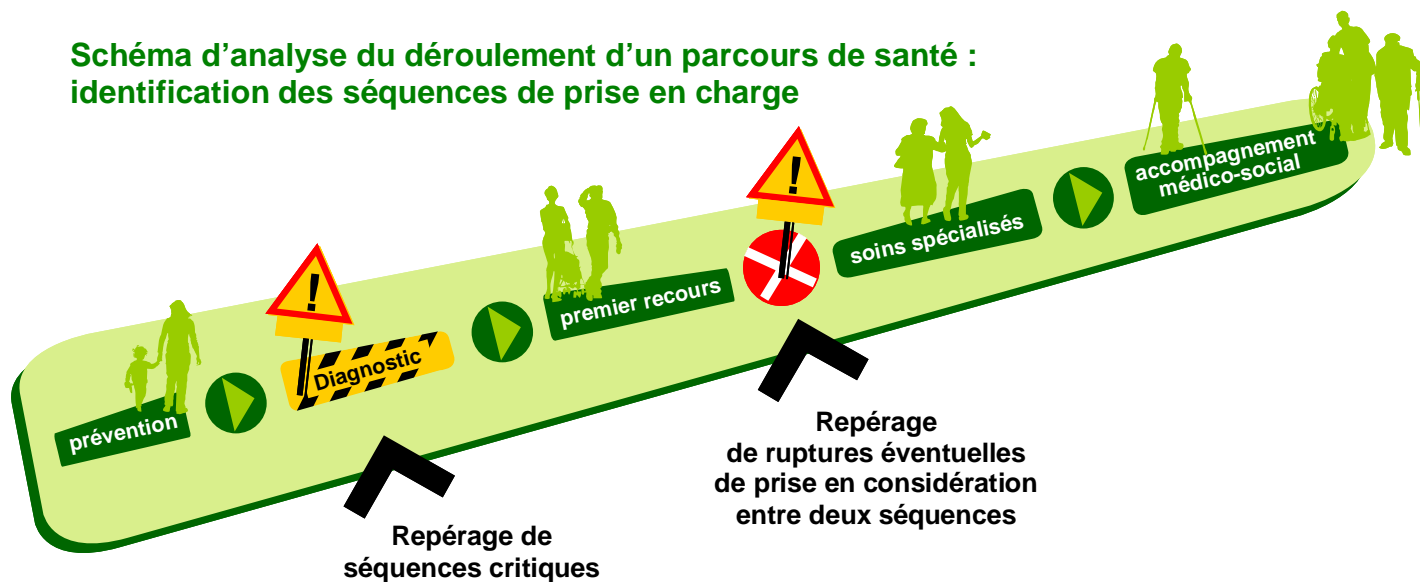 Schéma d'analyse du déroulement d'un parcours de santé :
identification des séquences de prise en charge
prévention
!
Diagnostic
premier recours
!
soins spécialisés
accompagnement
médico-social
Repérage de
séquences critiques
Repérage
de ruptures éventuelles
de prise en considération
entre deux séquences